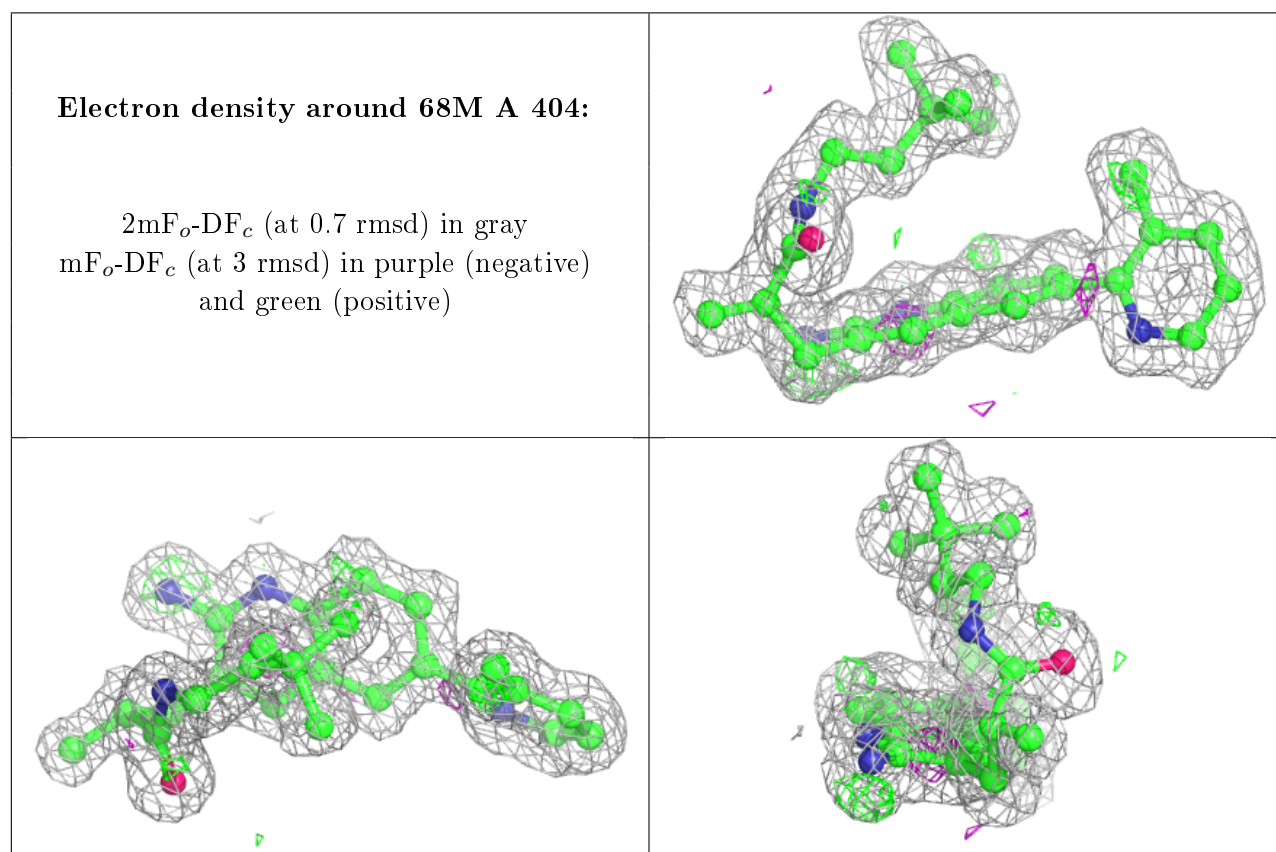 Electron density around 68M A 404:
2mFo-DFc (at 0.7 rmsd) in gray
mFo-DFc (at 3 rmsd) in purple (negative)
and green (positive)